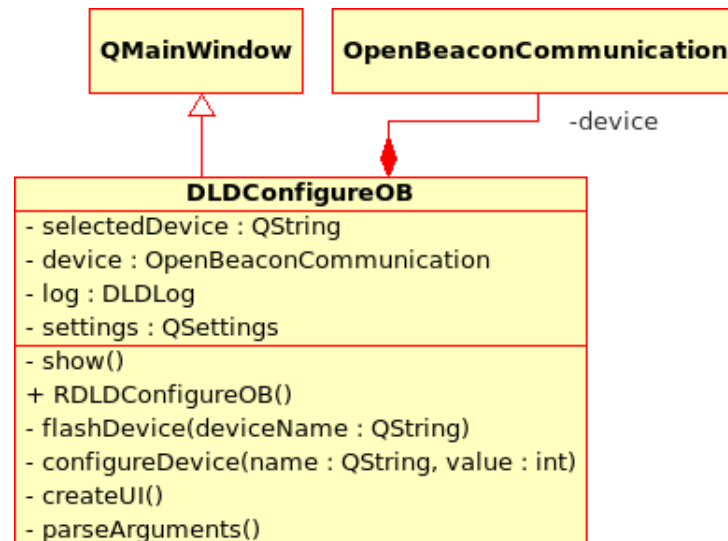 QMainWindow
OpenBeaconCommunication
-device
DLDConfigureOB
- selectedDevice : QString
- device : OpenBeaconCommunication
- log : DLDLog
- settings : QSettings
- show()
+ RDLDConfigureOB()
- flashDevice(deviceName : QString)
- configureDevice(name : QString, value : int)
- createUI()
- parseArguments()